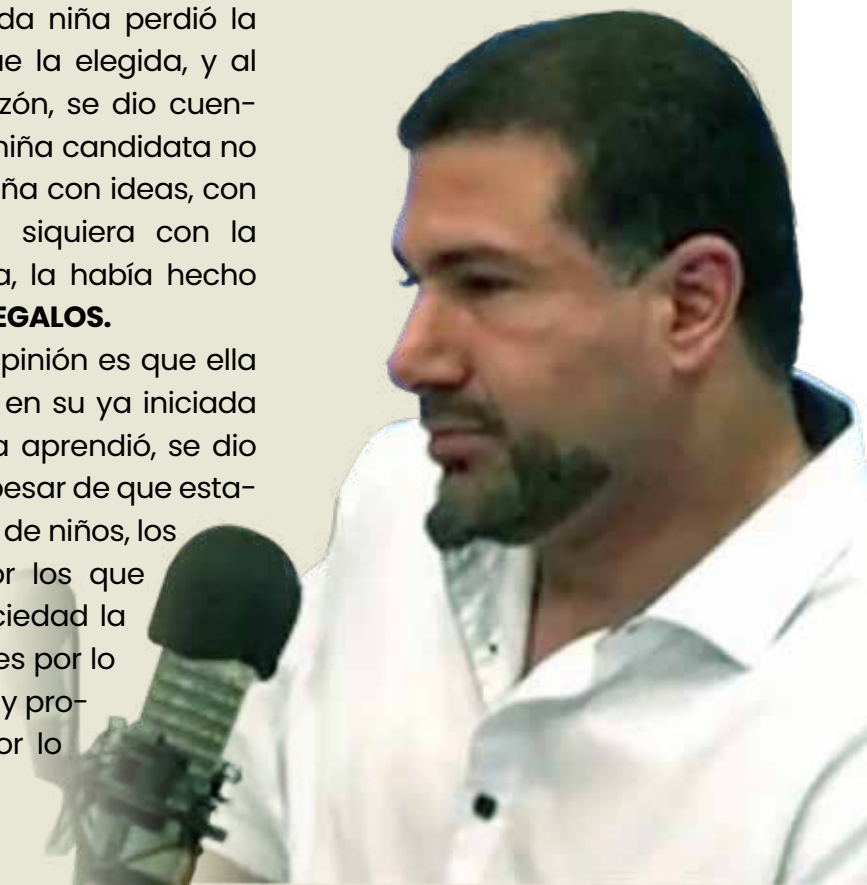 da niña perdió la
ue la elegida, y al
zón, se dio cuen-
niña candidata no
ña con ideas, con
siquiera con la
a, la había hecho
EGALOS.
pinión es que ella
en su ya iniciada
a aprendió, se dio
pesar de que esta-
de niños, los
or los que
ciedad la
es por lo
y pro-
or lo